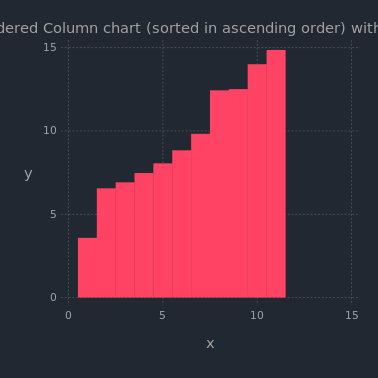 dered Column chart (sorted in ascending order) with
15
10
5
0
y
0 5 10 15
x